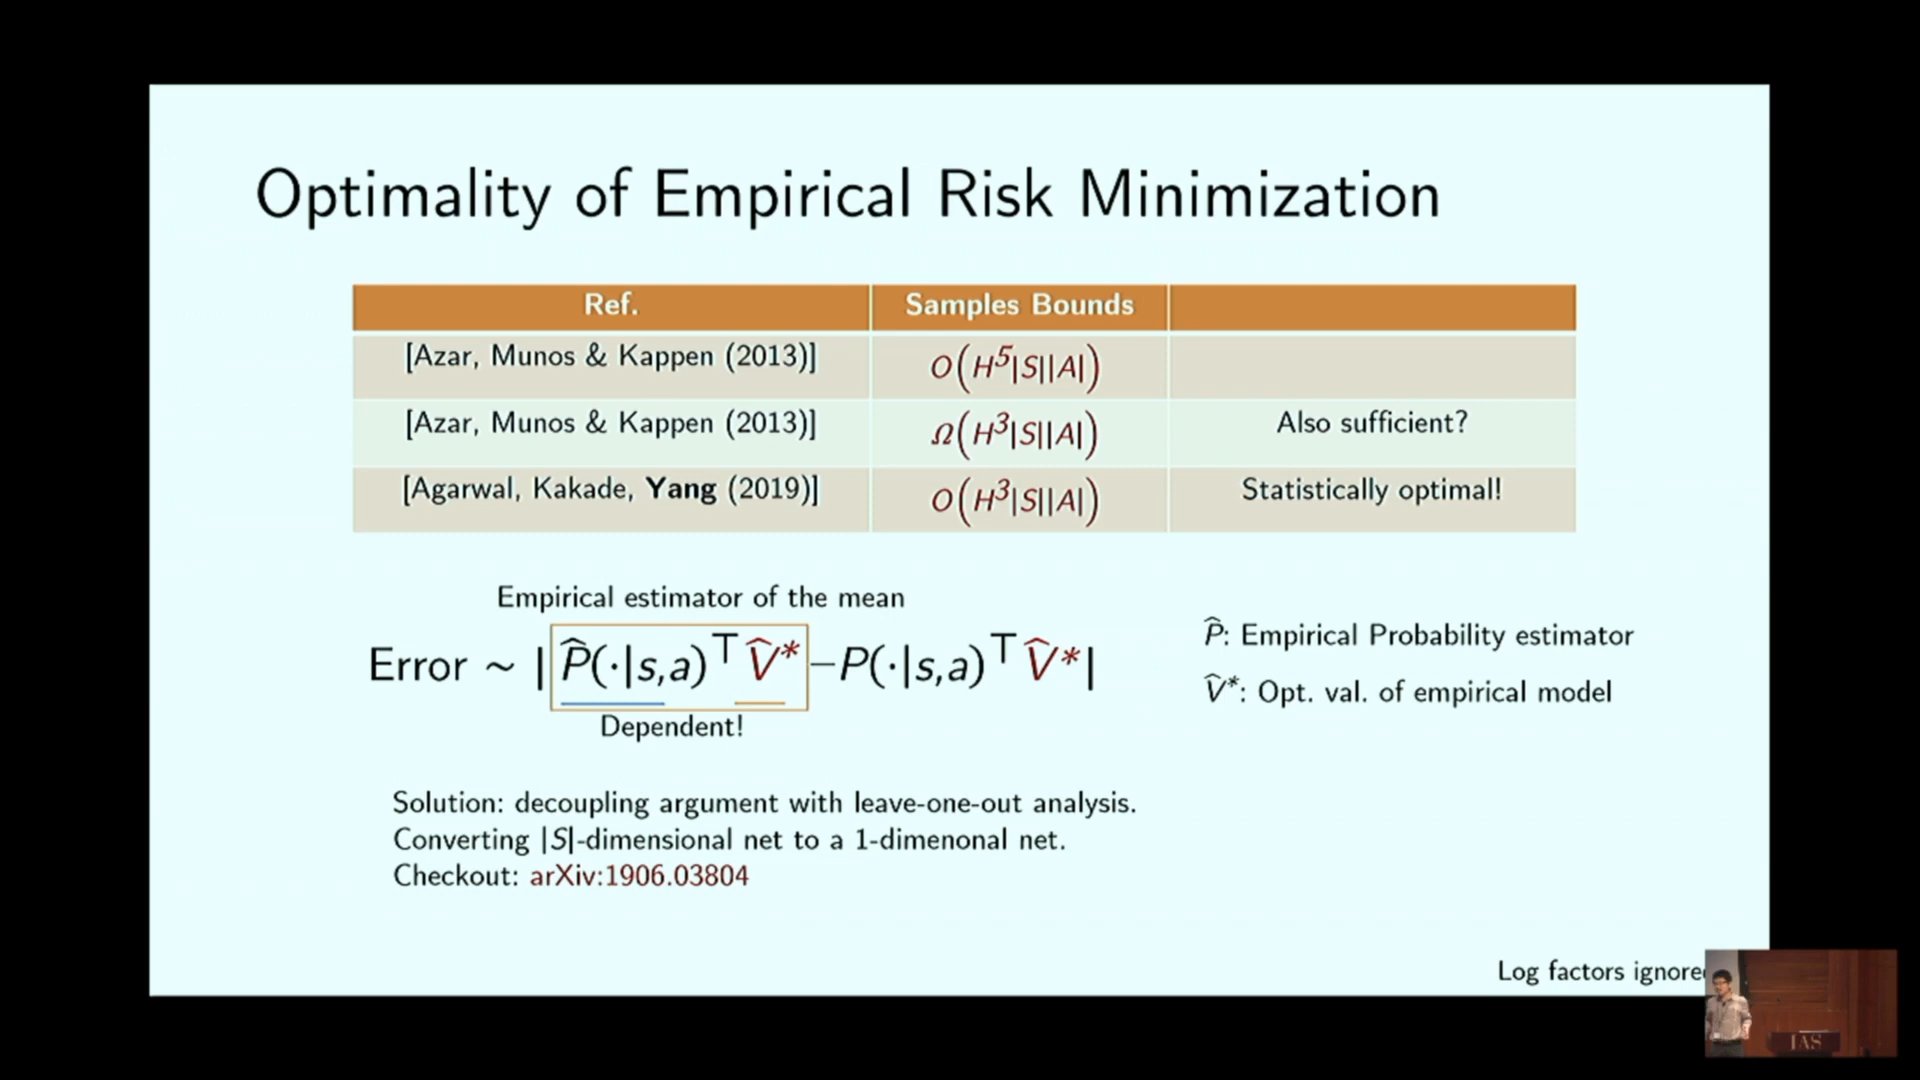 Optimality of Empirical Risk Minimization
Ref. Samples Bounds
[Azar, Munos & Kappen (2013)] O(H⁵|S||A|)
[Azar, Munos & Kappen (2013)] Ω(H³|S||A|) Also sufficient?
[Agarwal, Kakade, Yang (2019)] O(H³|S||A|) Statistically optimal!
Empirical estimator of the mean
Error ~ |P̂(·|s,a)⊤V̂* − P(·|s,a)⊤V̂*|
Dependent!
P̂: Empirical Probability estimator
V̂*: Opt. val. of empirical model
Solution: decoupling argument with leave-one-out analysis.
Converting |S|-dimensional net to a 1-dimenonal net.
Checkout: arXiv:1906.03804
Log factors ignore
IAS